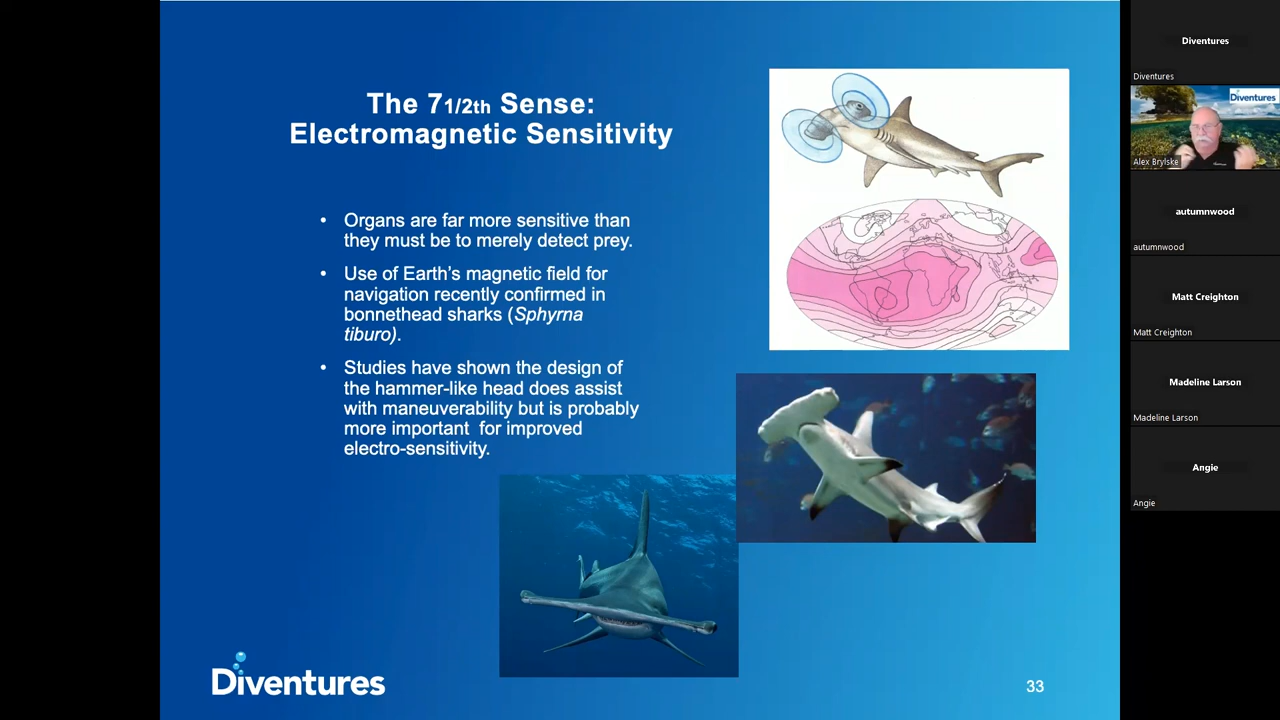 The 71/2th Sense:
Electromagnetic Sensitivity
• Organs are far more sensitive than
they must be to merely detect prey.
• Use of Earth's magnetic field for
navigation recently confirmed in
bonnethead sharks (Sphyrna
tiburo).
• Studies have shown the design of
the hammer-like head does assist
with maneuverability but is probably
more important for improved
electro-sensitivity.
Diventures
33
Diventures
Diventures
Diventures
Alex Brylske
autumnwood
autumnwood
Matt Creighton
Matt Creighton
Madeline Larson
Madeline Larson
Angie
Angie